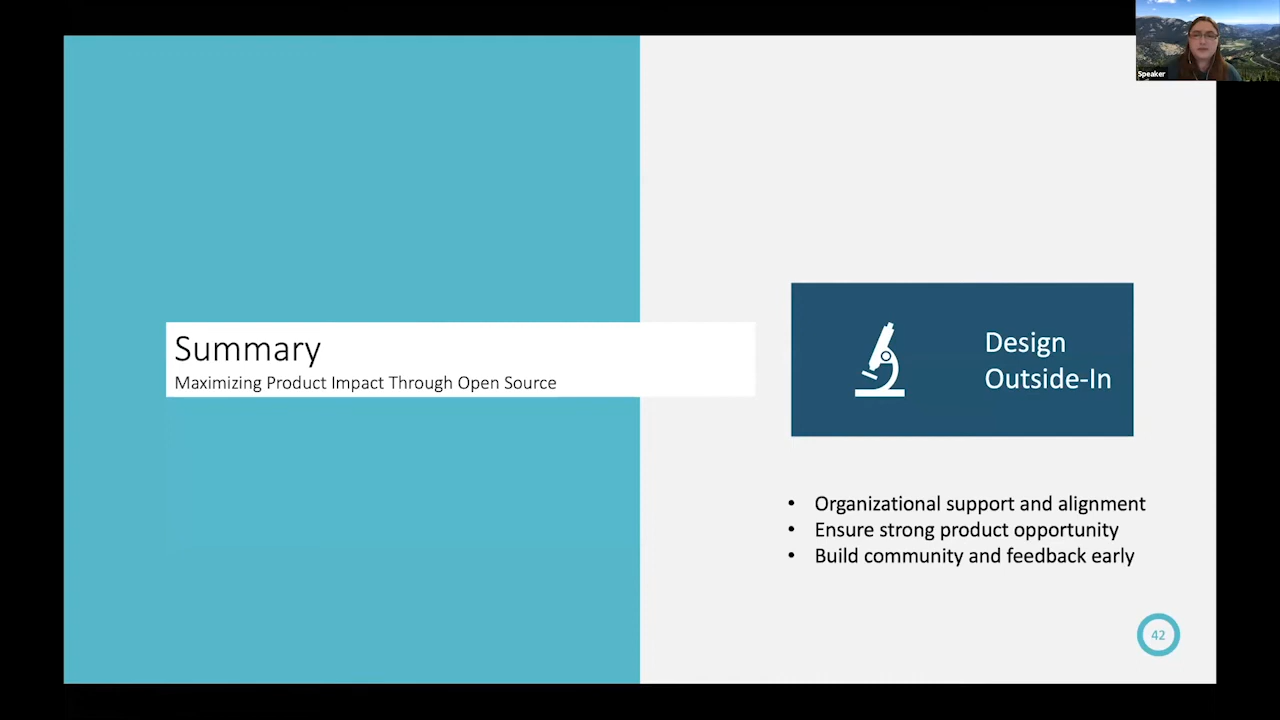 Speaker
Summary
Maximizing Product Impact Through Open Source
Design
Outside-In
• Organizational support and alignment
• Ensure strong product opportunity
• Build community and feedback early
42